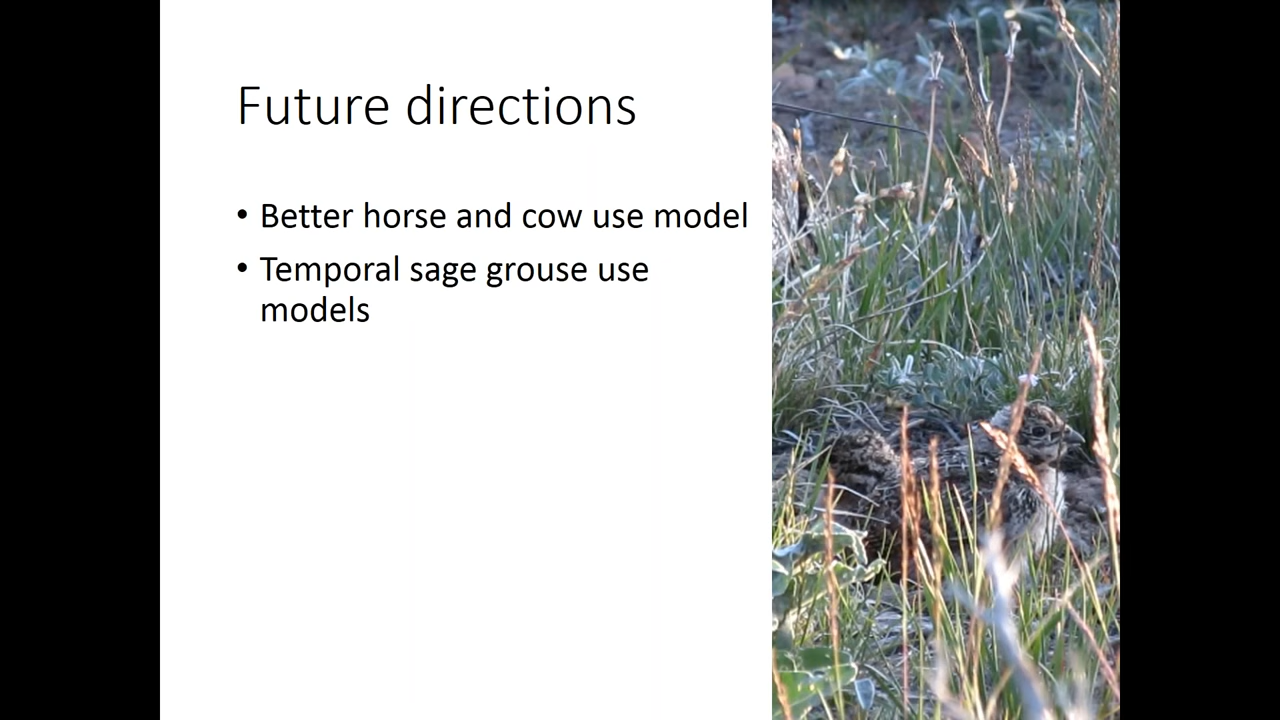 Future directions
• Better horse and cow use model
• Temporal sage grouse use
models